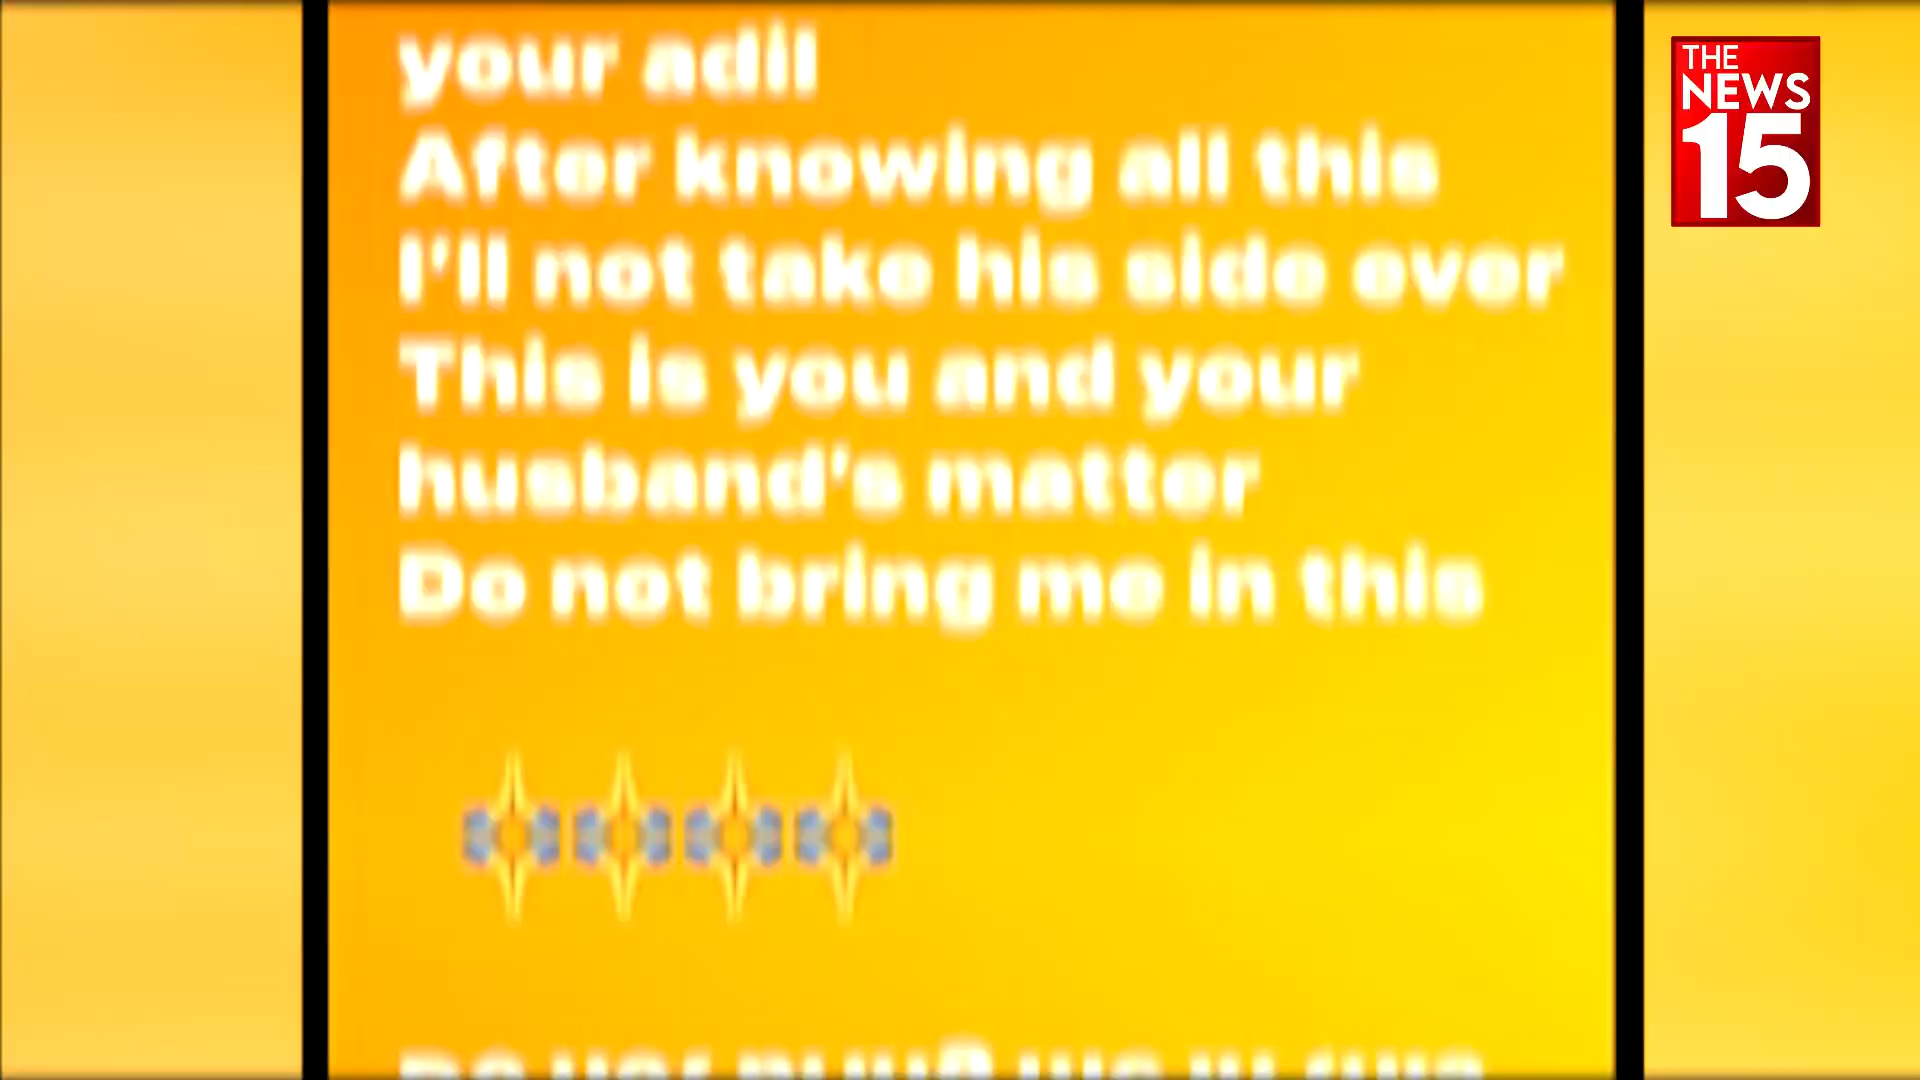 your adil
After knowing all this
I'll not take his side ever
This is you and your
husband's matter
Do not bring me in this
THE
NEWS
15